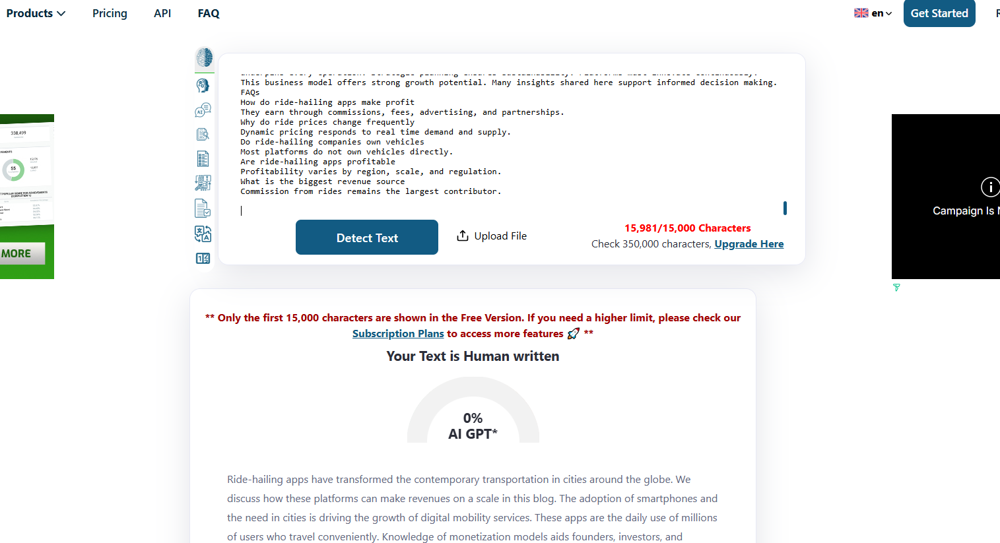 Products
Pricing
API
FAQ
en
Get Started
This business model offers strong growth potential. Many insights shared here support informed decision making.
FAQs
How do ride-hailing apps make profit
They earn through commissions, fees, advertising, and partnerships.
Why do ride prices change frequently
Dynamic pricing responds to real time demand and supply.
Do ride-hailing companies own vehicles
Most platforms do not own vehicles directly.
Are ride-hailing apps profitable
Profitability varies by region, scale, and regulation.
What is the biggest revenue source
Commission from rides remains the largest contributor.
Detect Text
Upload File
15,981/15,000 Characters
Check 350,000 characters, Upgrade Here
338,499
55
MORE
Campaign Is
** Only the first 15,000 characters are shown in the Free Version. If you need a higher limit, please check our
Subscription Plans to access more features 🚀 **
Your Text is Human written
0%
AI GPT*
Ride-hailing apps have transformed the contemporary transportation in cities around the globe. We
discuss how these platforms can make revenues on a scale in this blog. The adoption of smartphones and
the need in cities is driving the growth of digital mobility services. These apps are the daily use of millions
of users who travel conveniently. Knowledge of monetization models aids founders, investors, and